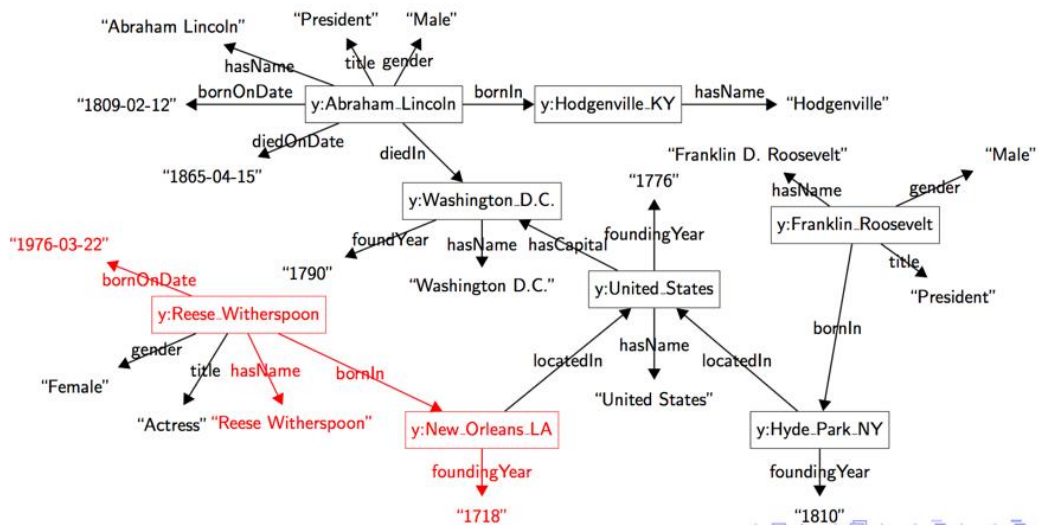 “Abraham Lincoln”
“President”
“Male”
hasName
title
gender
“1809-02-12”
bornOnDate
y:Abraham_Lincoln
bornIn
y:Hodgenville_KY
hasName
“Hodgenville”
diedOnDate
“1865-04-15”
diedIn
“Franklin D. Roosevelt”
“Male”
“1776”
hasName
gender
y:Washington_D.C.
y:Franklin_Roosevelt
“1976-03-22”
foundYear
hasName
hasCapital
foundingYear
title
bornOnDate
“1790”
“Washington D.C.”
y:United_States
“President”
y:Reese_Witherspoon
bornIn
gender
title
hasName
bornIn
locatedIn
hasName
locatedIn
“Female”
“Actress”
“Reese Witherspoon”
“United States”
y:New_Orleans_LA
y:Hyde_Park_NY
foundingYear
foundingYear
“1718”
“1810”